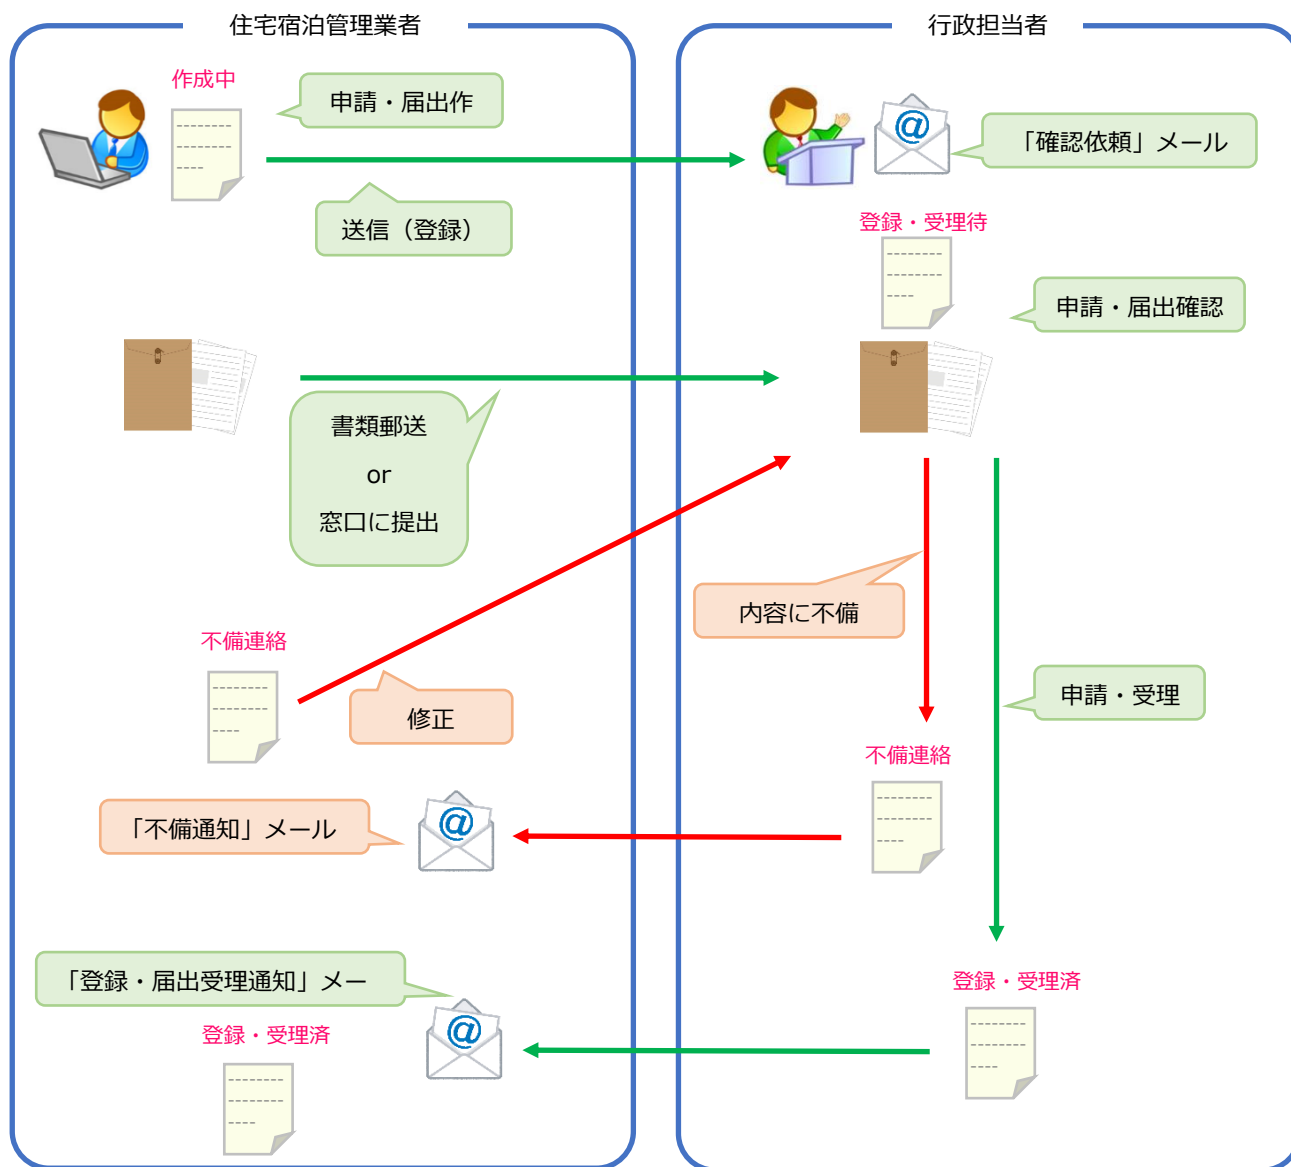 住宅宿泊管理業者
行政担当者
作成中
申請・届出作
「確認依頼」メール
送信（登録）
登録・受理待
申請・届出確認
書類郵送
or
窓口に提出
内容に不備
不備連絡
修正
申請・受理
不備連絡
「不備通知」メール
「登録・届出受理通知」メー
登録・受理済
登録・受理済